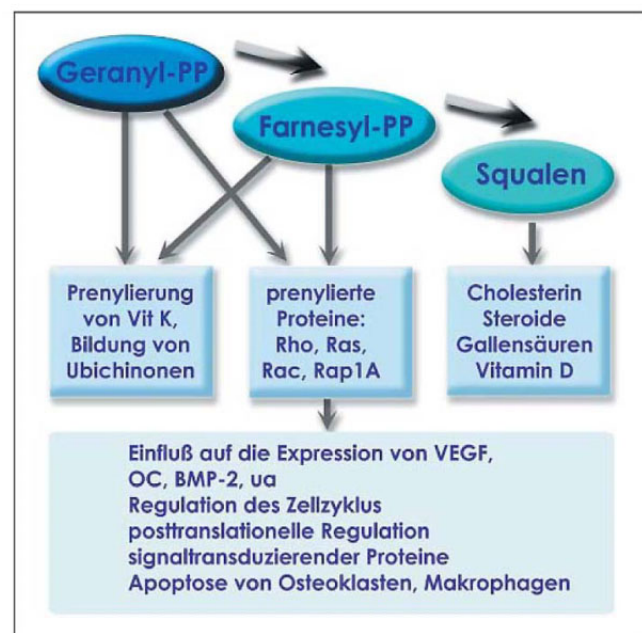 Geranyl-PP
Farnesyl-PP
Squalen
Prenylierung
von Vit K,
Bildung von
Ubichinonen
prenylierte
Proteine:
Rho, Ras,
Rac, Rap1A
Cholesterin
Steroide
Gallensäuren
Vitamin D
Einfluß auf die Expression von VEGF,
OC, BMP-2, ua
Regulation des Zellzyklus
posttranslationelle Regulation
signaltransduzierender Proteine
Apoptose von Osteoklasten, Makrophagen